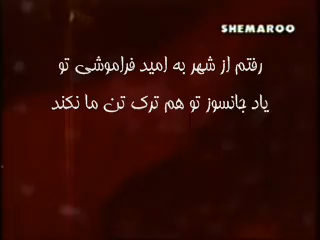 SHEMAROO
رفتم از شهر به امید فراموشی تو
یاد جانسوز تو هم ترک تن ما نکند